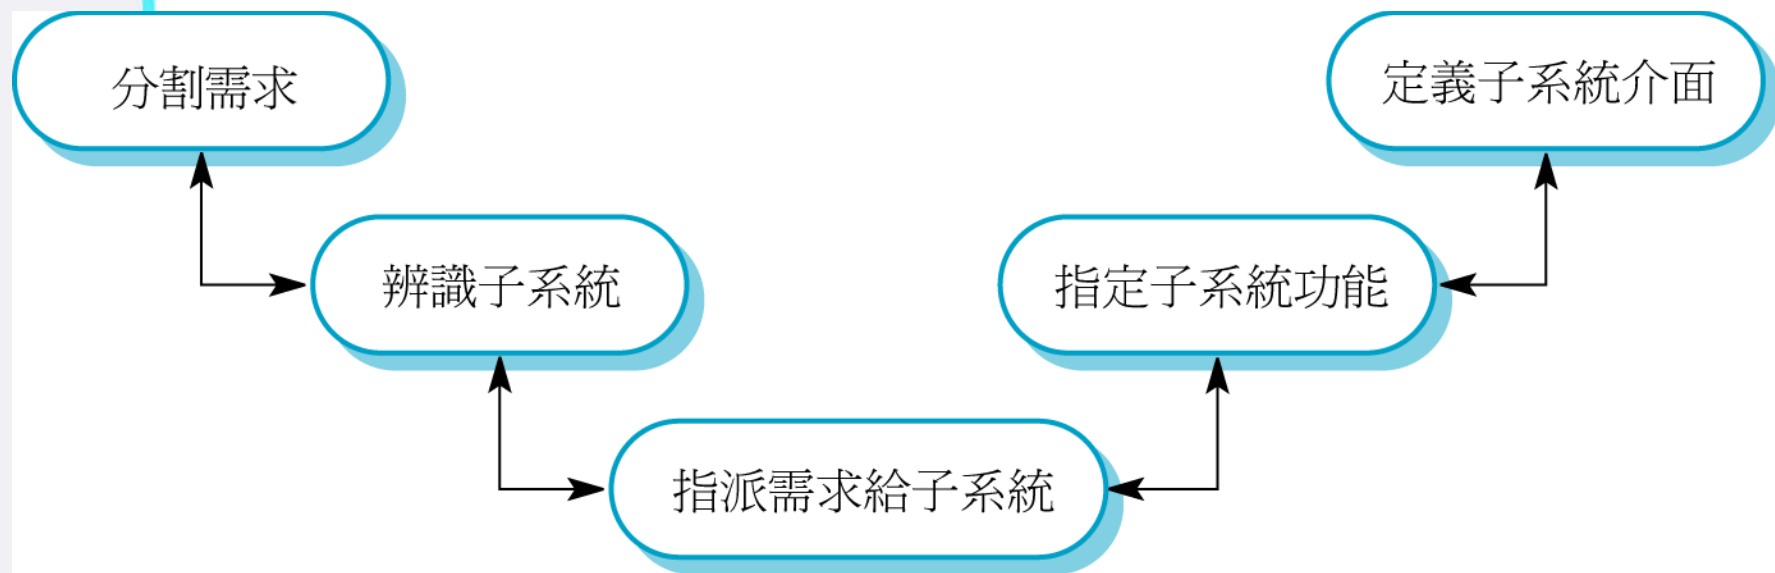 分割需求
定義子系統介面
辨識子系統
指定子系統功能
指派需求給子系統